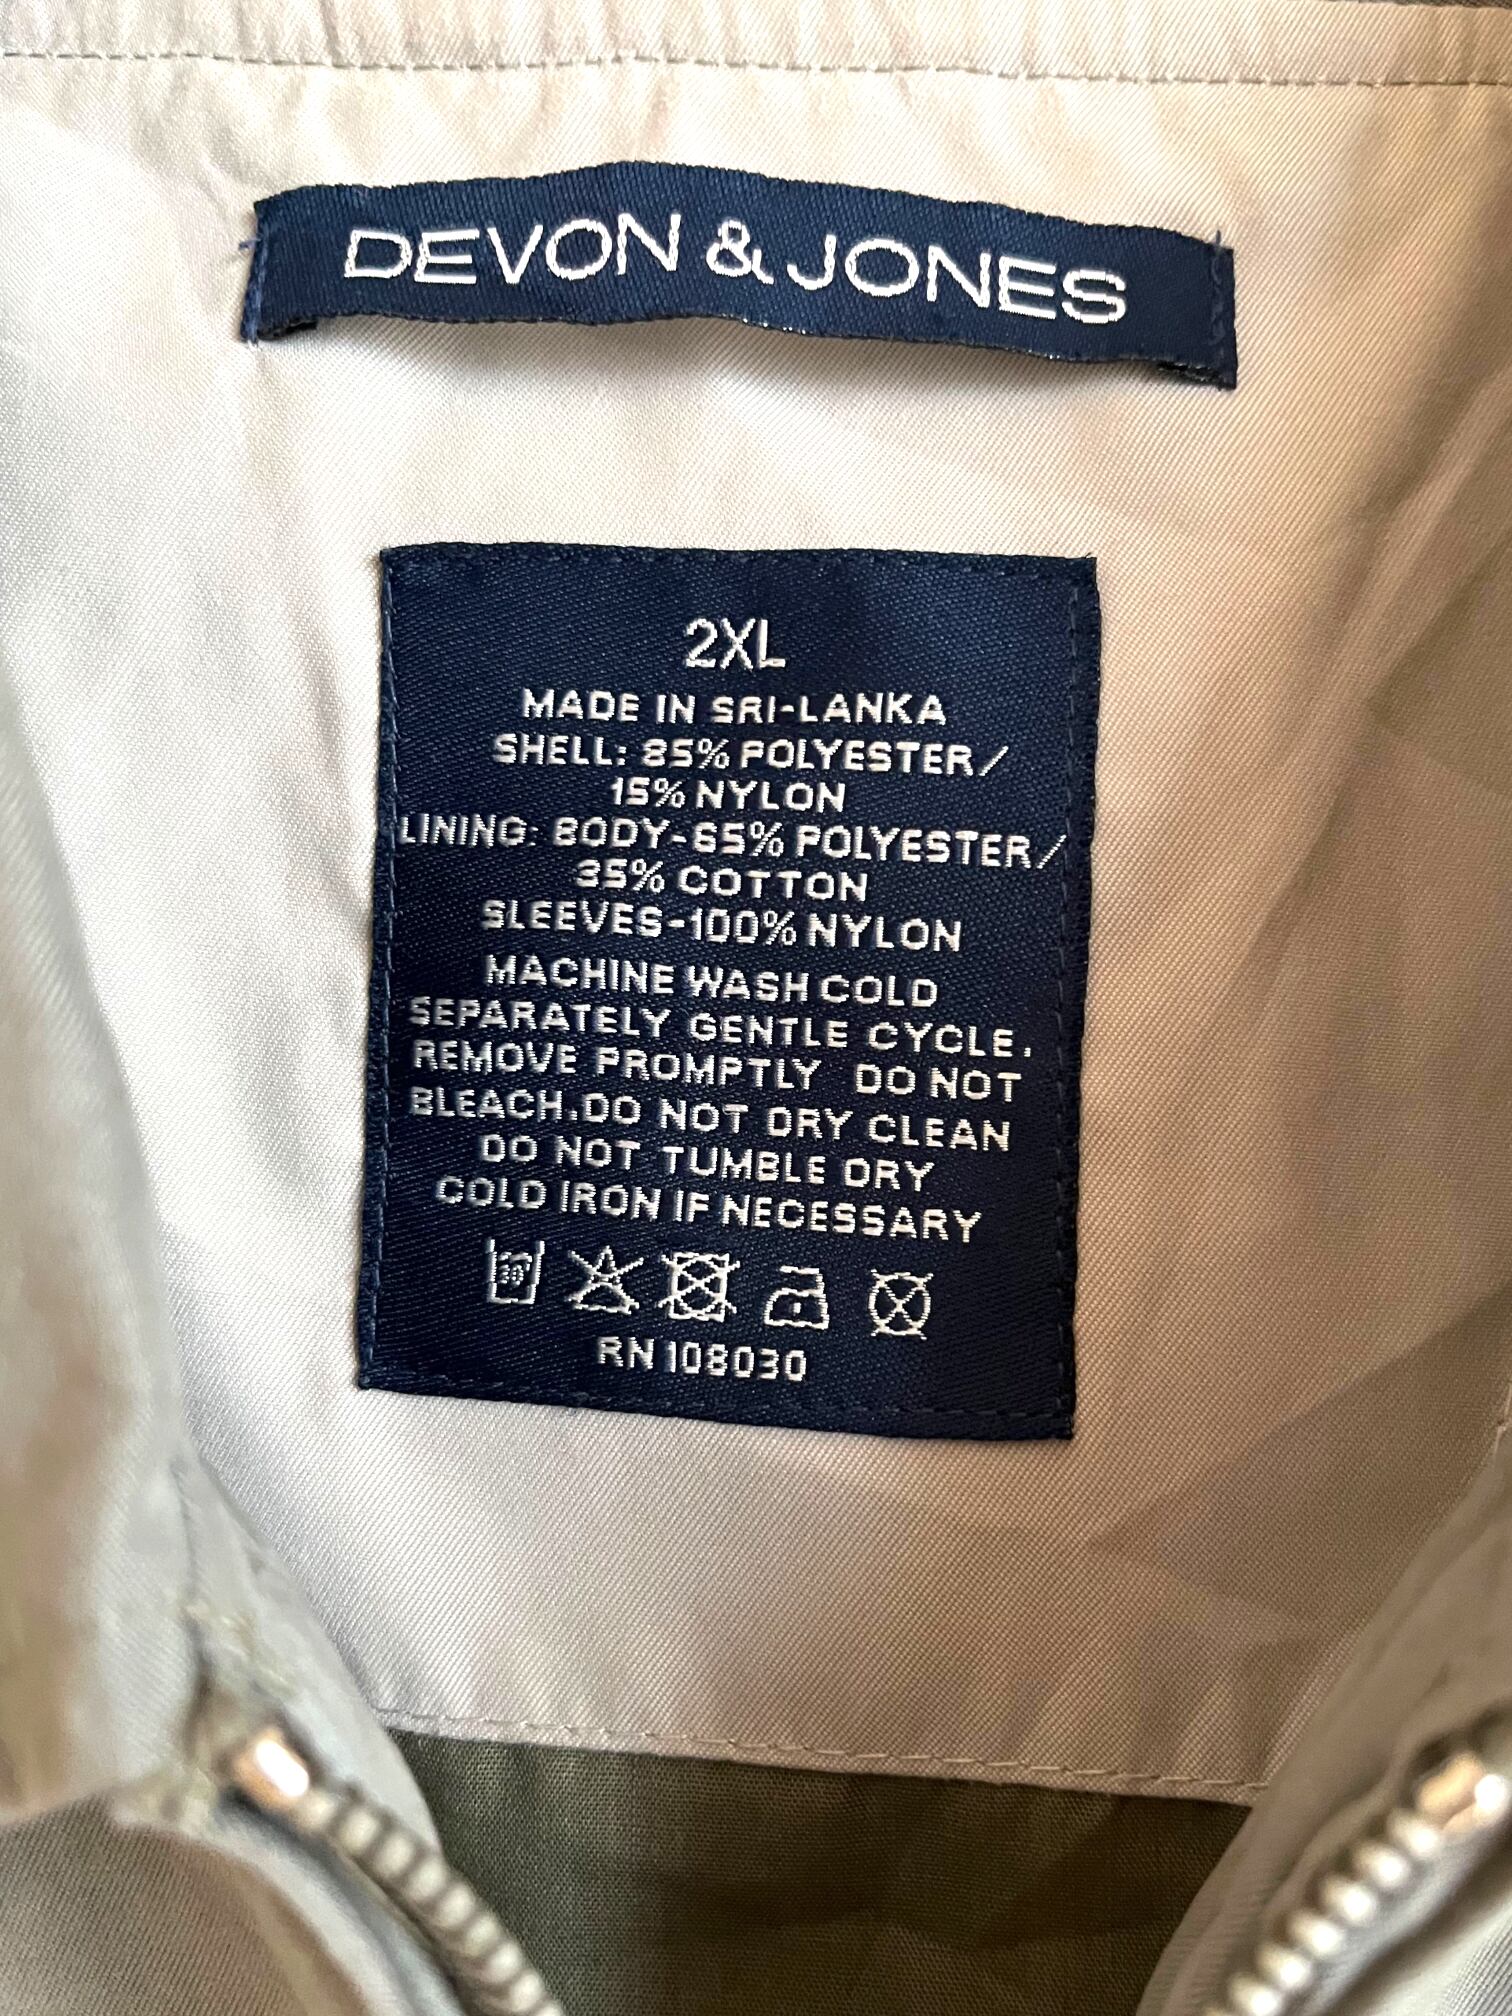 DEVON & JONES
2XL
MADE IN SRI-LANKA
SHELL: 85% POLYESTER/
15% NYLON
LINING: BODY-65% POLYESTER/
35% COTTON
SLEEVES-100% NYLON
MACHINE WASH COLD
SEPARATELY GENTLE CYCLE.
REMOVE PROMPTLY DO NOT
BLEACH.DO NOT DRY CLEAN
DO NOT TUMBLE DRY
COLD IRON IF NECESSARY
30°
RN 108030